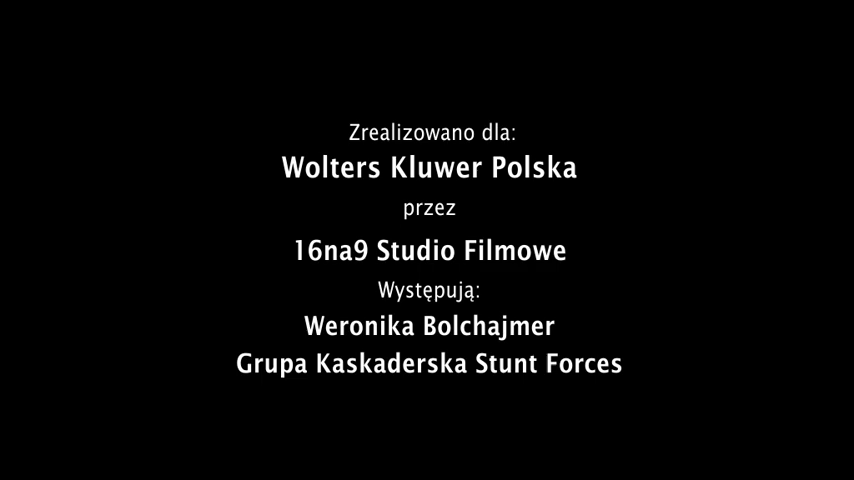 Zrealizowano dla:
Wolters Kluwer Polska
przez
16na9 Studio Filmowe
Występują:
Weronika Bolchajmer
Grupa Kaskaderska Stunt Forces